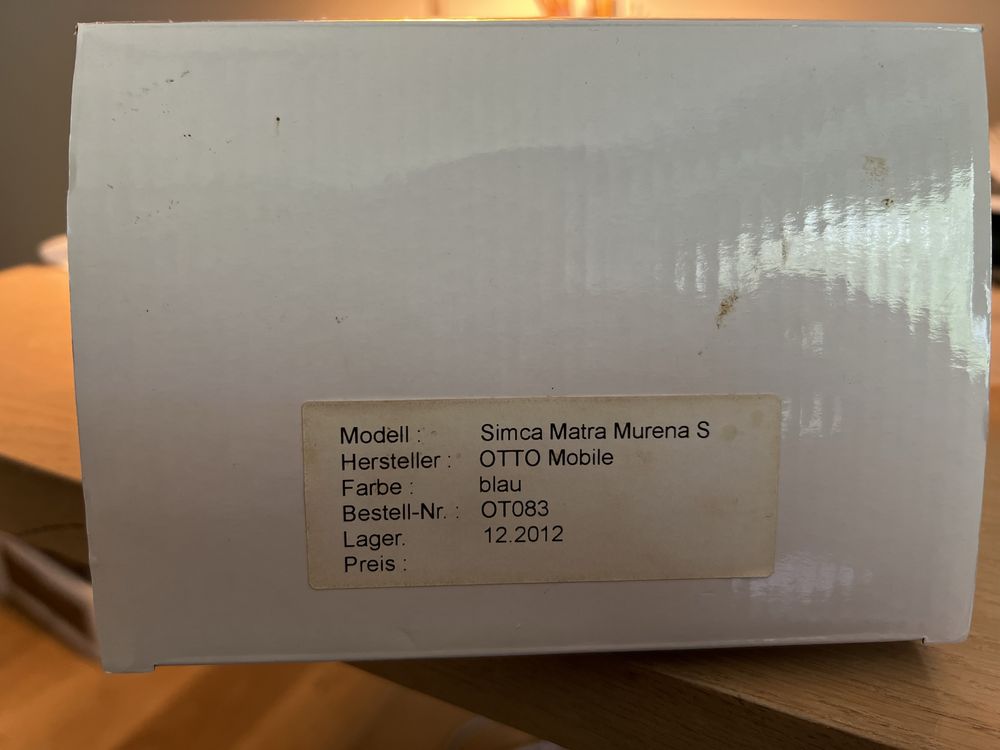 Modell : Simca Matra Murena S
Hersteller : OTTO Mobile
Farbe : blau
Bestell-Nr. : OT083
Lager. 12.2012
Preis :